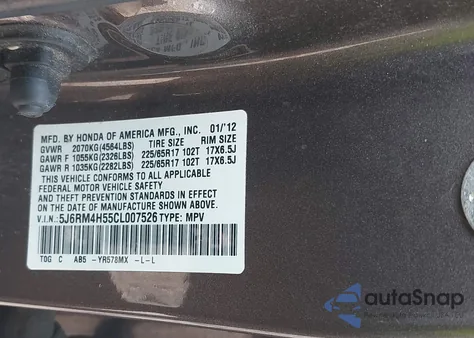 MFD. BY HONDA OF AMERICA MFG., INC. 01/'12
GVWR 2070KG(4564LBS) TIRE SIZE RIM SIZE
GAWR F 1055KG(2326LBS) 225/65R17 102T 17X6.5J
GAWR R 1035KG(2282LBS) 225/65R17 102T 17X6.5J
THIS VEHICLE CONFORMS TO ALL APPLICABLE
FEDERAL MOTOR VEHICLE SAFETY
AND THEFT PREVENTION STANDARDS IN EFFECT
ON THE DATE OF MANUFACTURE SHOWN ABOVE.
V.I.N.: 5J6RM4H55CL007526 TYPE: MPV
TDG C AB5 -YR578MX -L-L
autoSnap